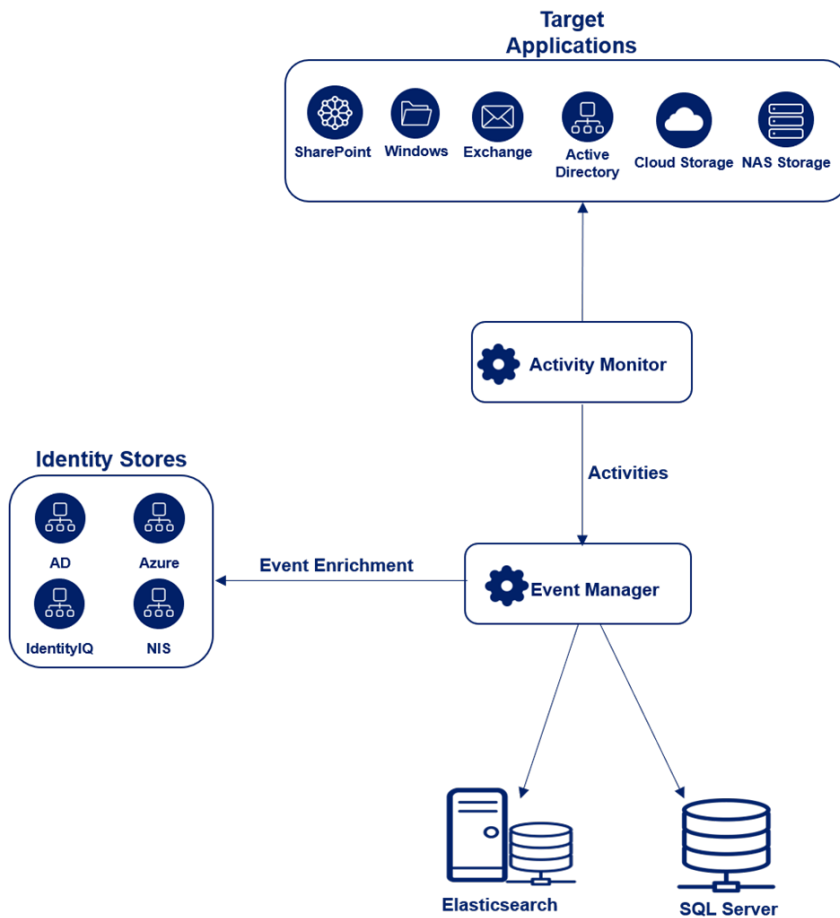 Target
Applications
SharePoint
Windows
Exchange
Active
Directory
Cloud Storage
NAS Storage
Activity Monitor
Activities
Identity Stores
AD
Azure
IdentityIQ
NIS
Event Enrichment
Event Manager
Elasticsearch
SQL Server